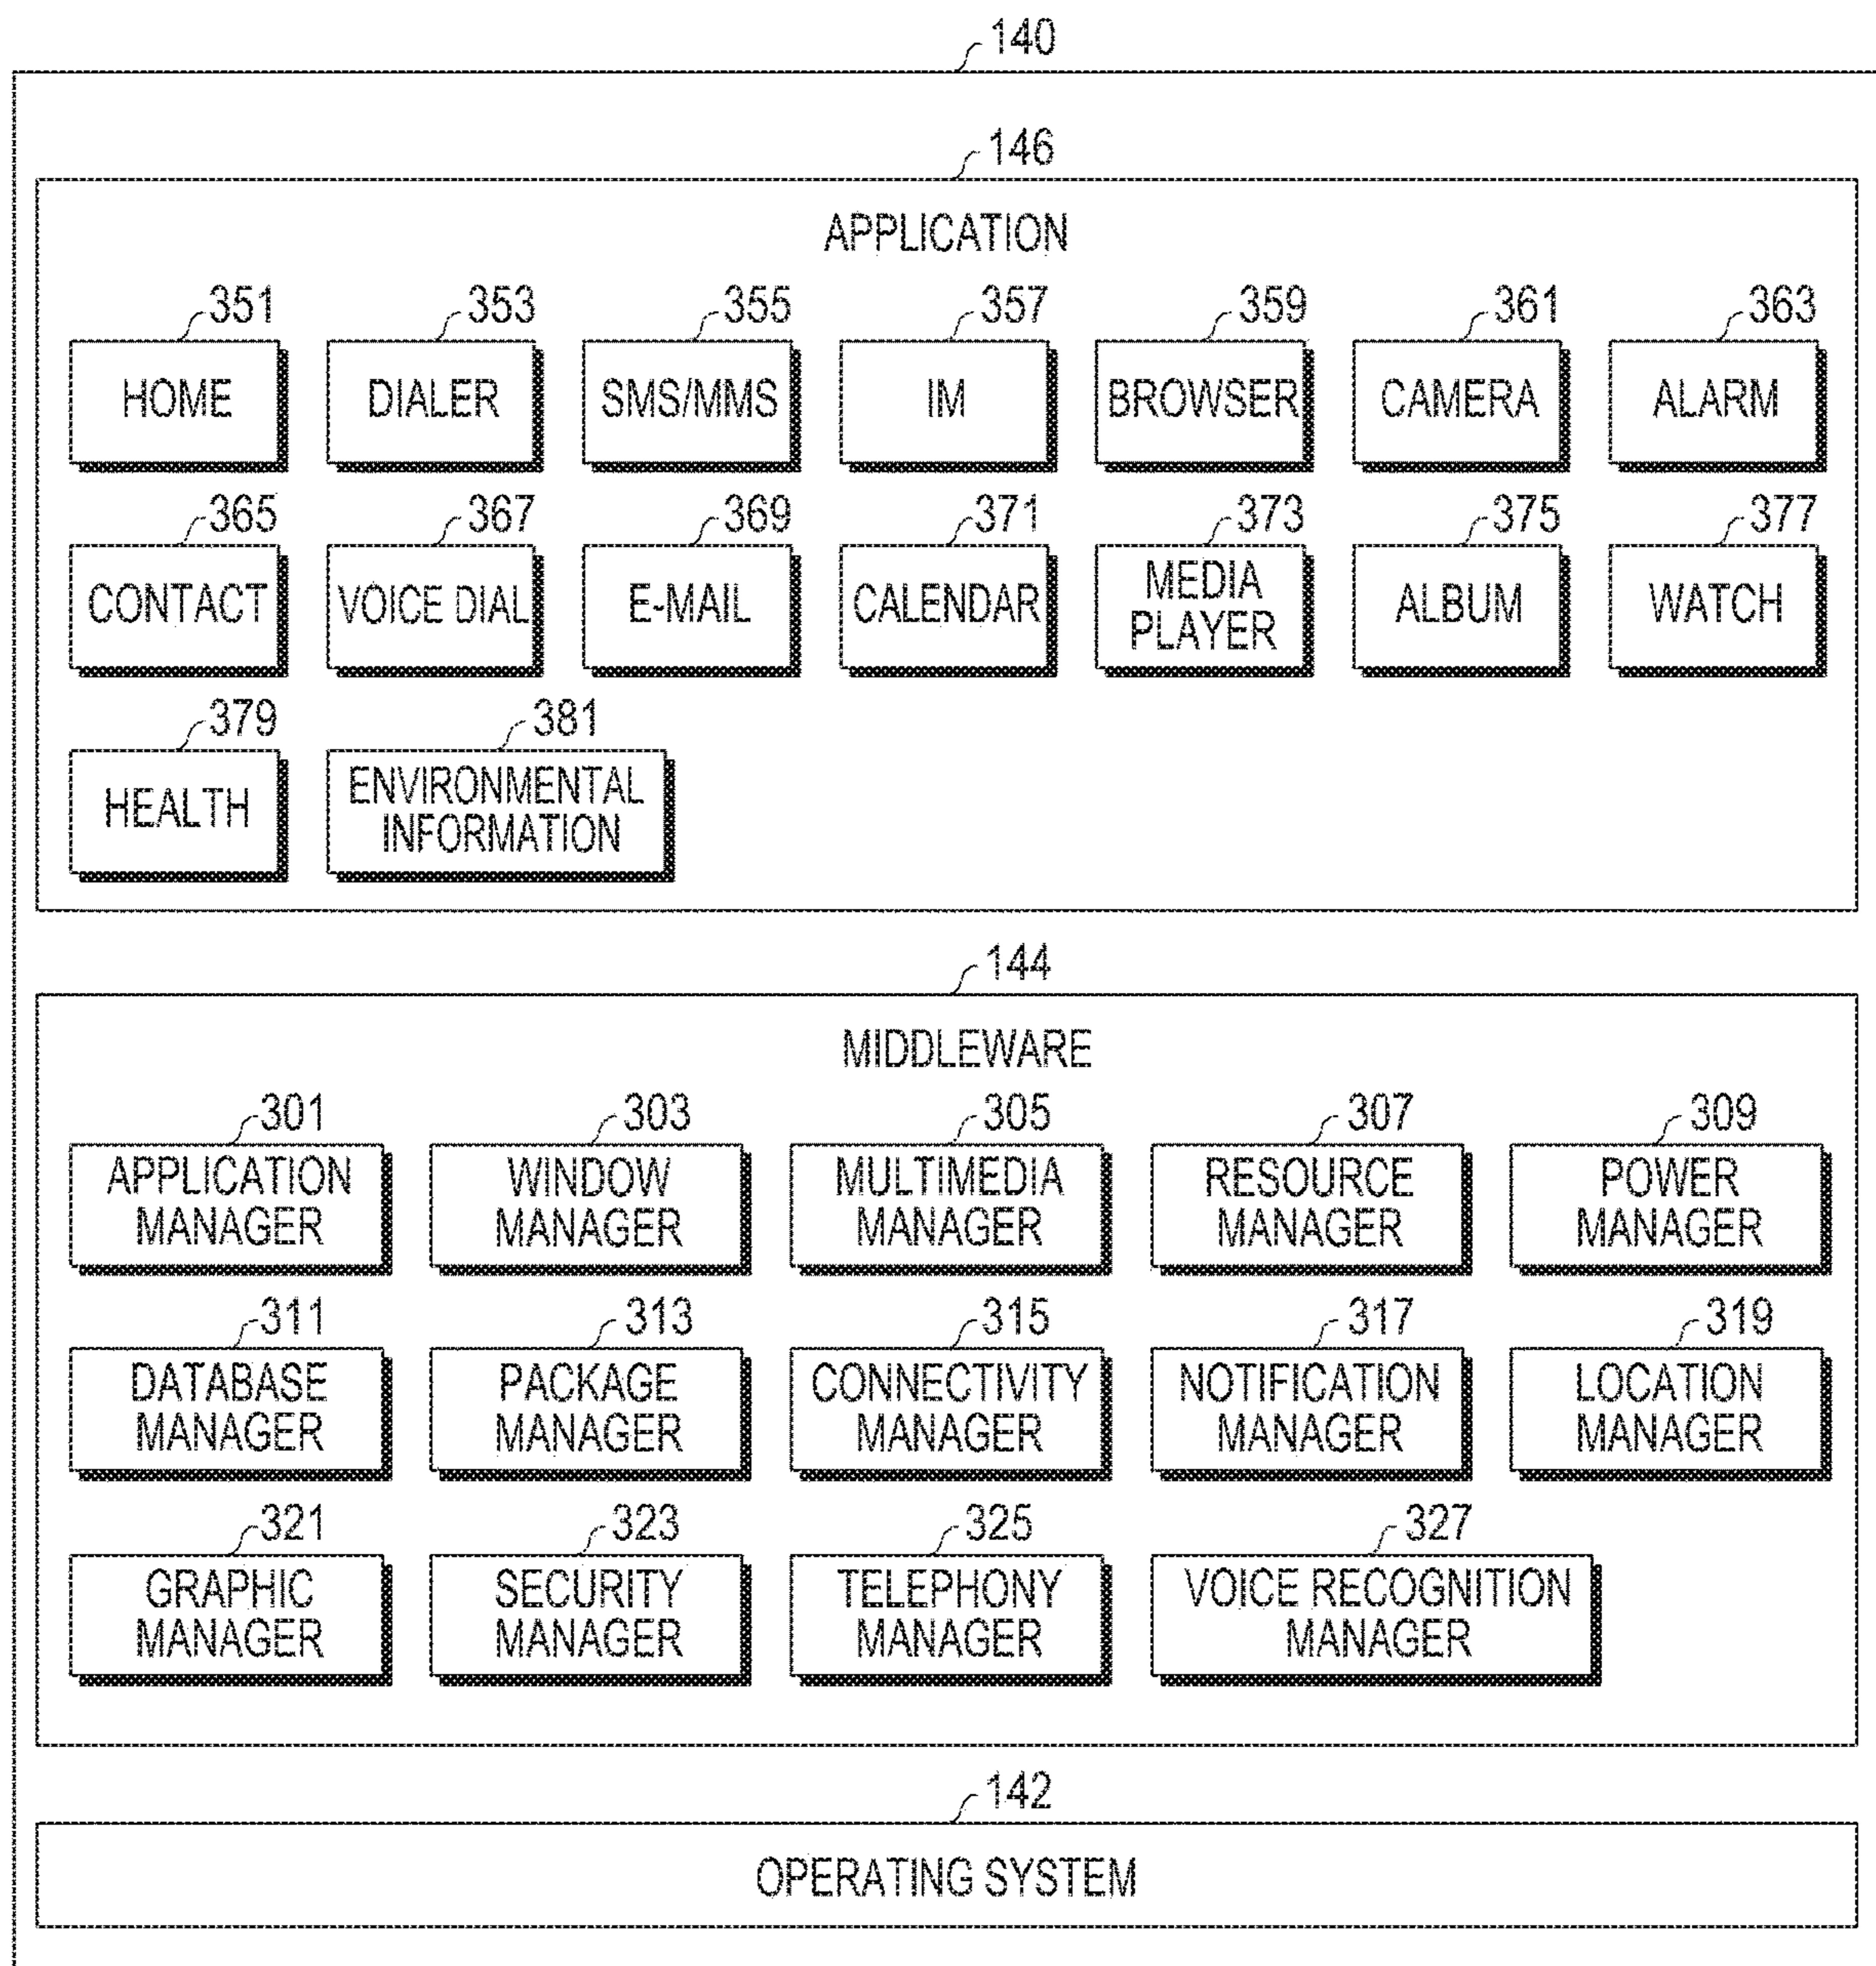 140
146
APPLICATION
351 353 355 357 359 361 363
HOME DIALER SMS/MMS IM BROWSER CAMERA ALARM
365 367 369 371 373 375 377
CONTACT VOICE DIAL E-MAIL CALENDAR MEDIA PLAYER ALBUM WATCH
379 381
HEALTH ENVIRONMENTAL INFORMATION
144
MIDDLEWARE
301 303 305 307 309
APPLICATION MANAGER WINDOW MANAGER MULTIMEDIA MANAGER RESOURCE MANAGER POWER MANAGER
311 313 315 317 319
DATABASE MANAGER PACKAGE MANAGER CONNECTIVITY MANAGER NOTIFICATION MANAGER LOCATION MANAGER
321 323 325 327
GRAPHIC MANAGER SECURITY MANAGER TELEPHONY MANAGER VOICE RECOGNITION MANAGER
142
OPERATING SYSTEM